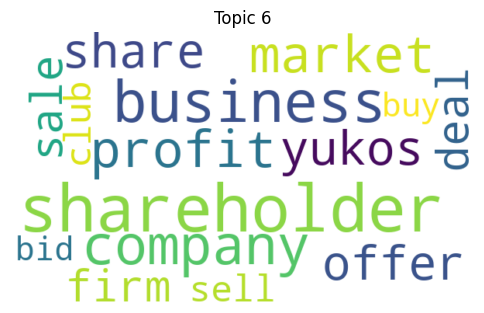 Topic 6
share
market
sale
club
business
buy
deal
profit
yukos
shareholder
bid
company
offer
firm
sell